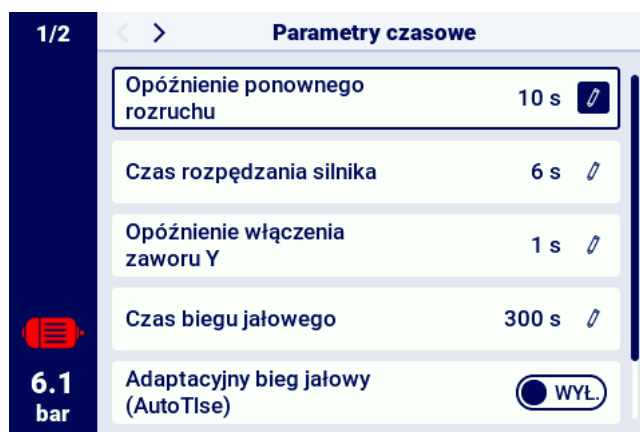 1/2
Parametry czasowe
Opóźnienie ponownego
rozruchu
10 s
Czas rozpędzania silnika
6 s
Opóźnienie włączenia
zaworu Y
1 s
Czas biegu jałowego
300 s
Adaptacyjny bieg jałowy
(AutoTIse)
WYŁ.
6.1
bar